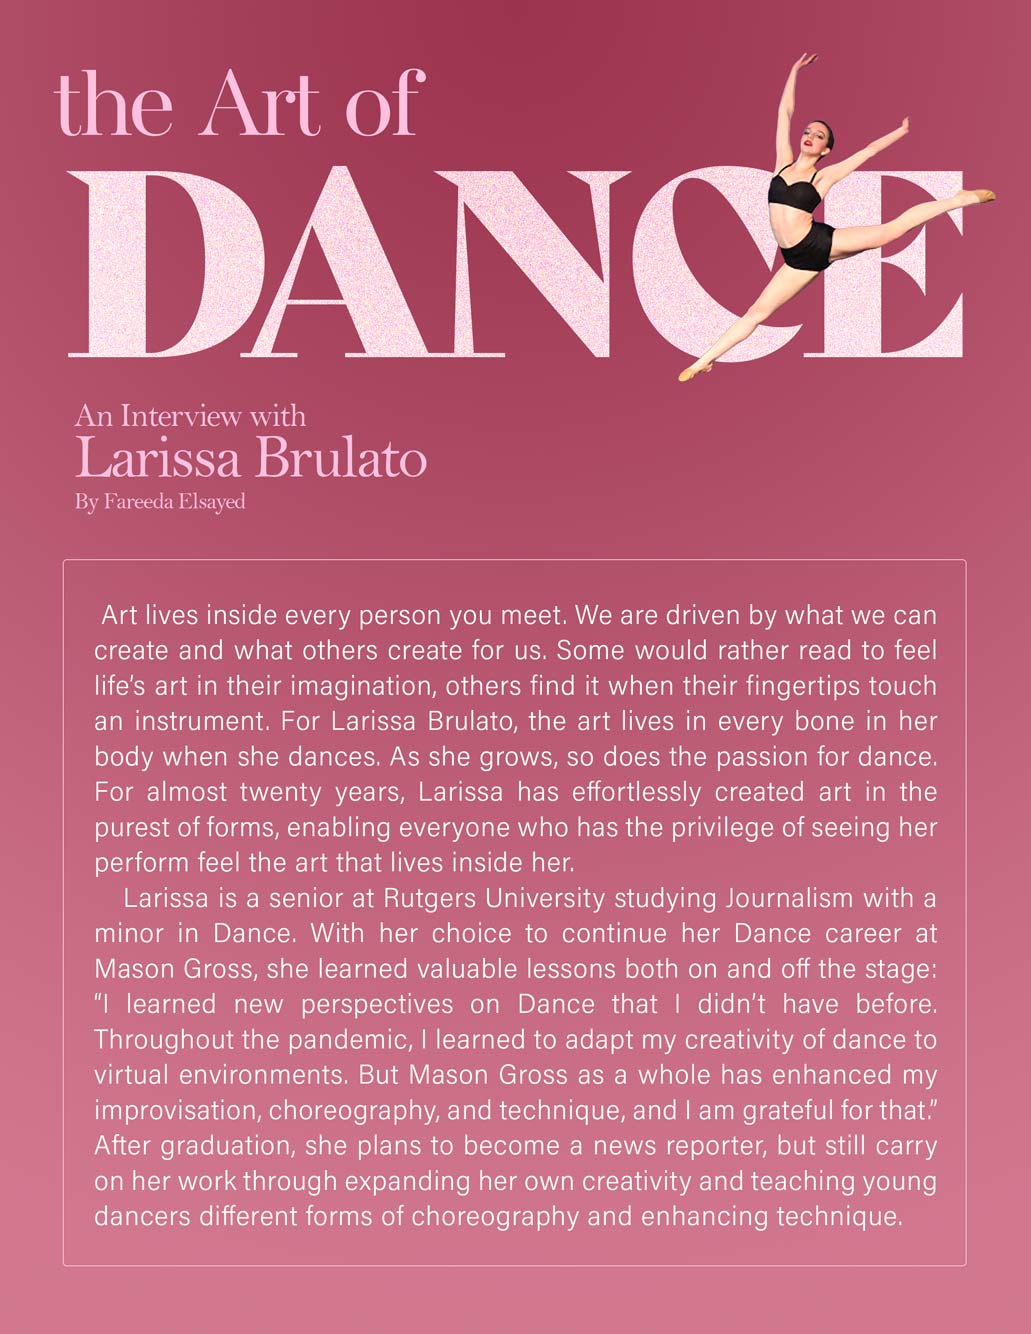 the Art of
DANCE
An Interview with
Larissa Brulato
By Fareeda Elsayed
Art lives inside every person you meet. We are driven by what we can
create and what others create for us. Some would rather read to feel
life’s art in their imagination, others find it when their fingertips touch
an instrument. For Larissa Brulato, the art lives in every bone in her
body when she dances. As she grows, so does the passion for dance.
For almost twenty years, Larissa has effortlessly created art in the
purest of forms, enabling everyone who has the privilege of seeing her
perform feel the art that lives inside her.
Larissa is a senior at Rutgers University studying Journalism with a
minor in Dance. With her choice to continue her Dance career at
Mason Gross, she learned valuable lessons both on and off the stage:
“I learned new perspectives on Dance that I didn’t have before.
Throughout the pandemic, I learned to adapt my creativity of dance to
virtual environments. But Mason Gross as a whole has enhanced my
improvisation, choreography, and technique, and I am grateful for that.”
After graduation, she plans to become a news reporter, but still carry
on her work through expanding her own creativity and teaching young
dancers different forms of choreography and enhancing technique.